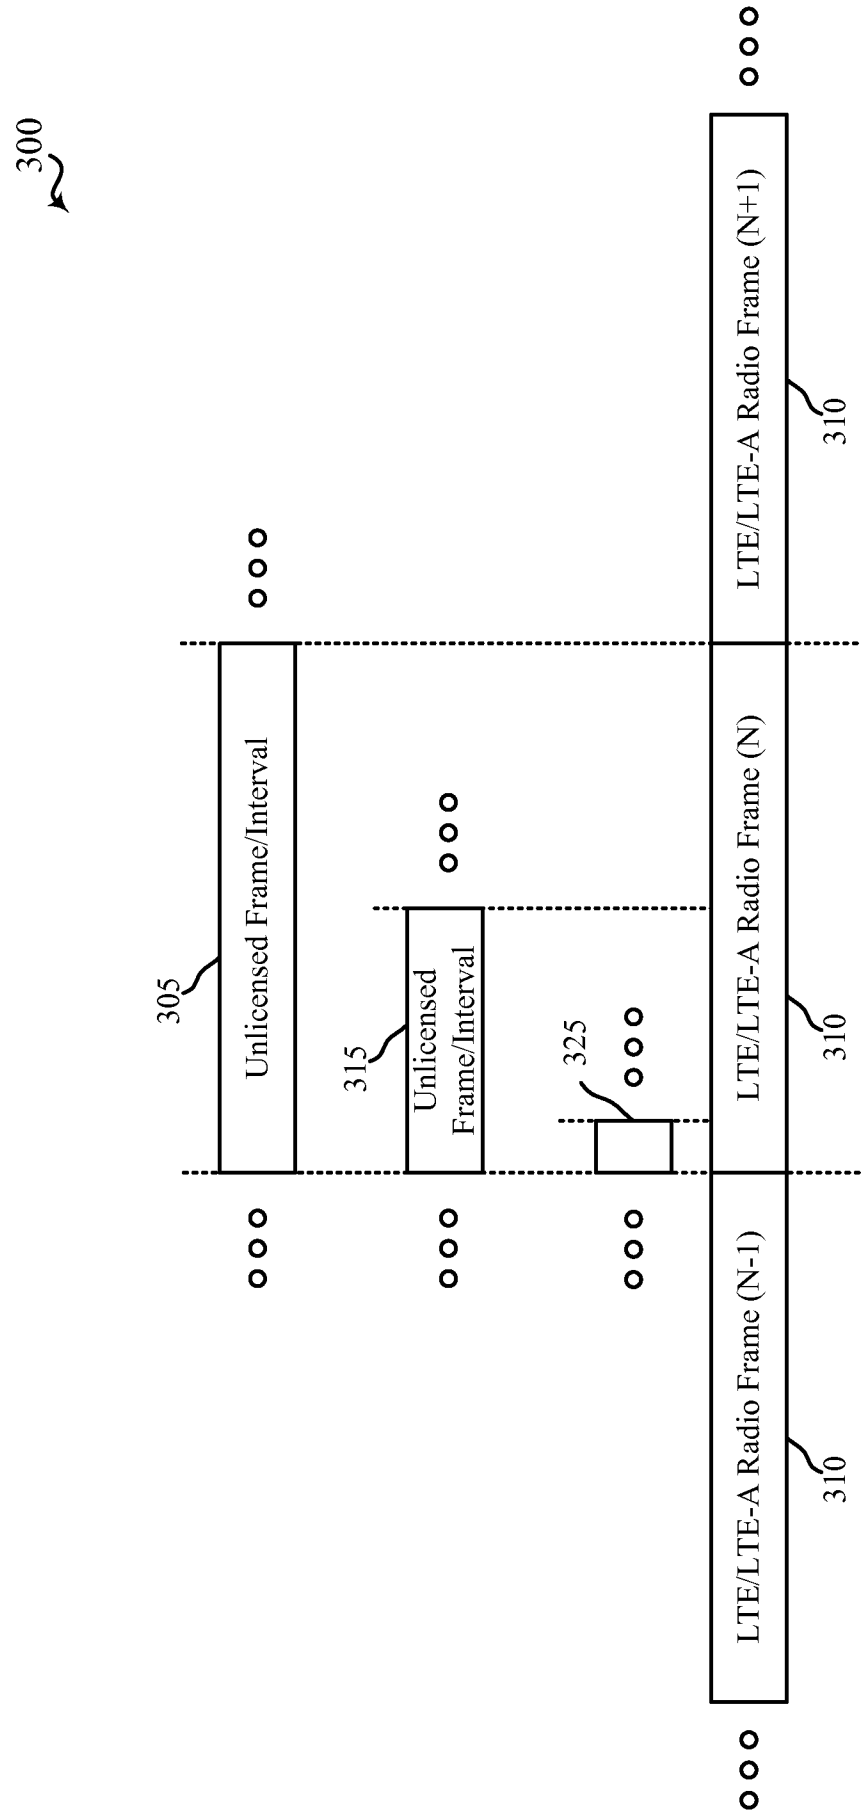 300
305
Unlicensed Frame/Interval
315
Unlicensed
Frame/Interval
325
LTE/LTE-A Radio Frame (N-1)
LTE/LTE-A Radio Frame (N)
LTE/LTE-A Radio Frame (N+1)
310
310
310